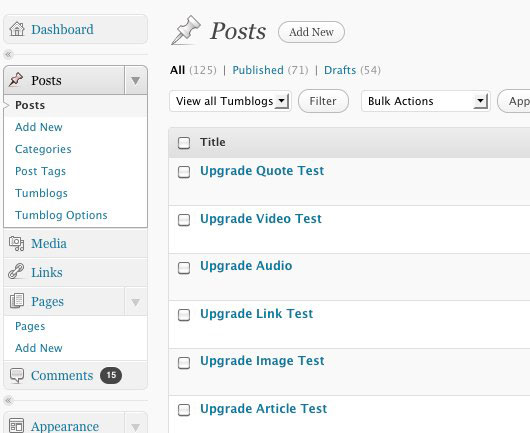 Dashboard
Posts
Posts
Add New
Categories
Post Tags
Tumblogs
Tumblog Options
Media
Links
Pages
Pages
Add New
Comments 15
Appearance
Posts Add New
All (125) | Published (71) | Drafts (54)
View all Tumblogs Filter Bulk Actions App
Title
Upgrade Quote Test
Upgrade Video Test
Upgrade Audio
Upgrade Link Test
Upgrade Image Test
Upgrade Article Test